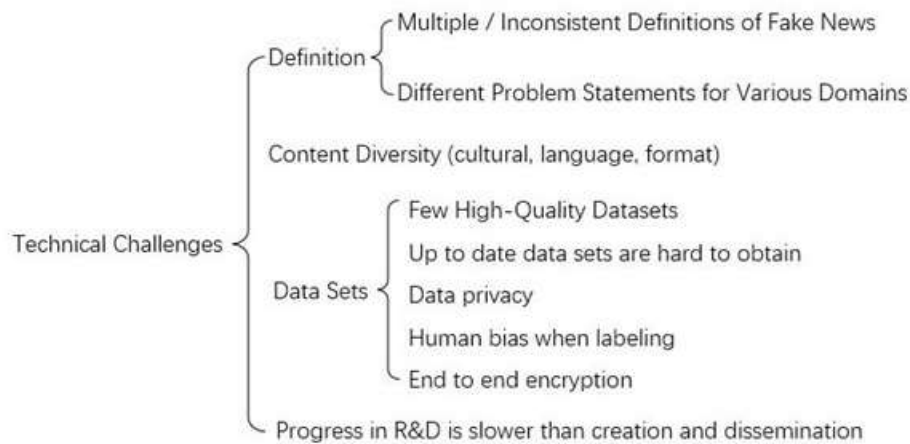 Multiple / Inconsistent Definitions of Fake News
Definition
Different Problem Statements for Various Domains
Content Diversity (cultural, language, format)
Few High-Quality Datasets
Technical Challenges
Up to date data sets are hard to obtain
Data Sets
Data privacy
Human bias when labeling
End to end encryption
Progress in R&D is slower than creation and dissemination